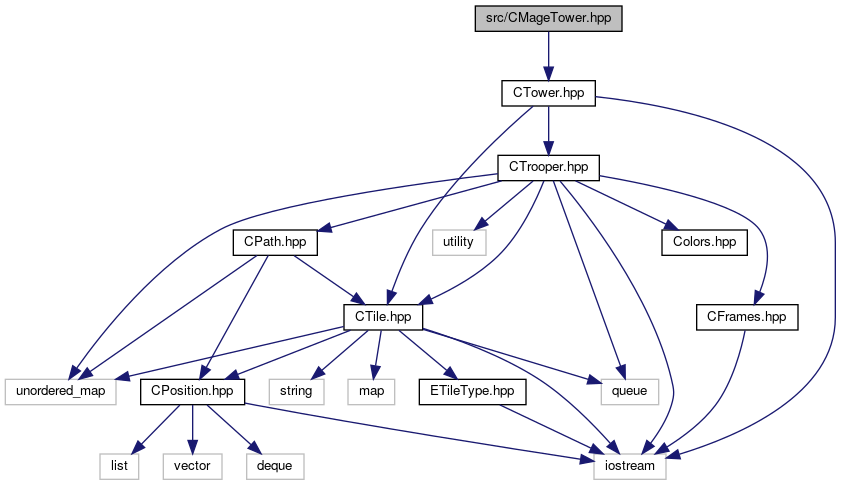 src/CMageTower.hpp
CTower.hpp
CTrooper.hpp
CPath.hpp
utility
Colors.hpp
CTile.hpp
CFrames.hpp
unordered_map
CPosition.hpp
string
map
ETileType.hpp
queue
list
vector
deque
iostream